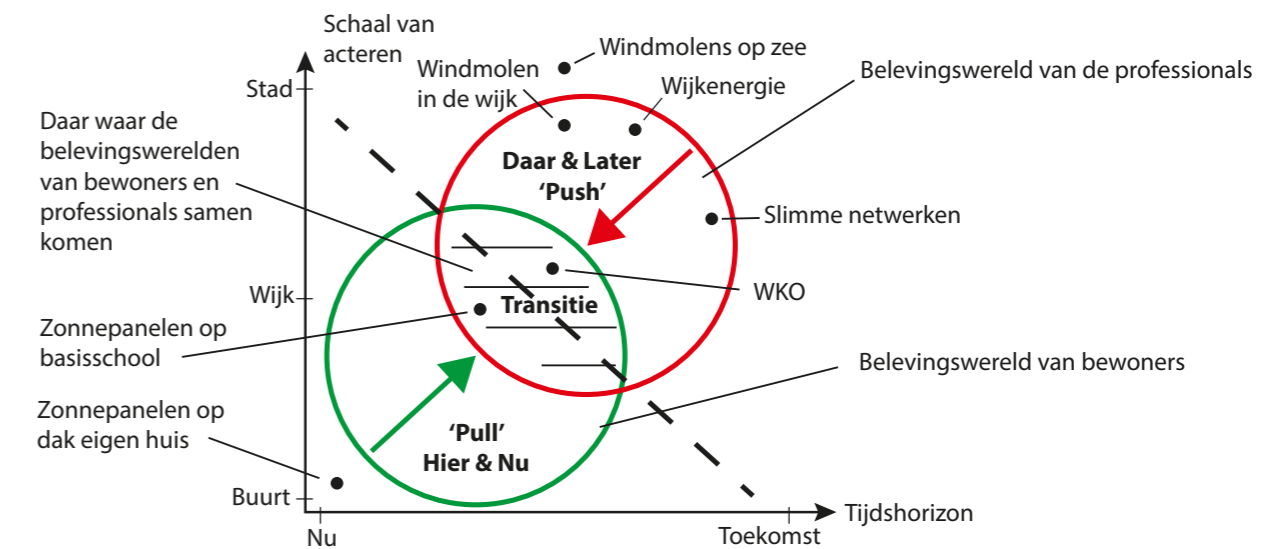 Schaal van
acteren
Stad
Windmolens op zee
Windmolen
in de wijk
Wijkenergie
Belevingswereld van de professionals
Daar waar de
belevingswerelden
van bewoners en
professionals samen
komen
Daar & Later
‘Push’
Slimme netwerken
WKO
Wijk
Transitie
Zonnepanelen op
basisschool
Belevingswereld van bewoners
Zonnepanelen op
dak eigen huis
‘Pull’
Hier & Nu
Buurt
Nu
Toekomst
Tijdshorizon